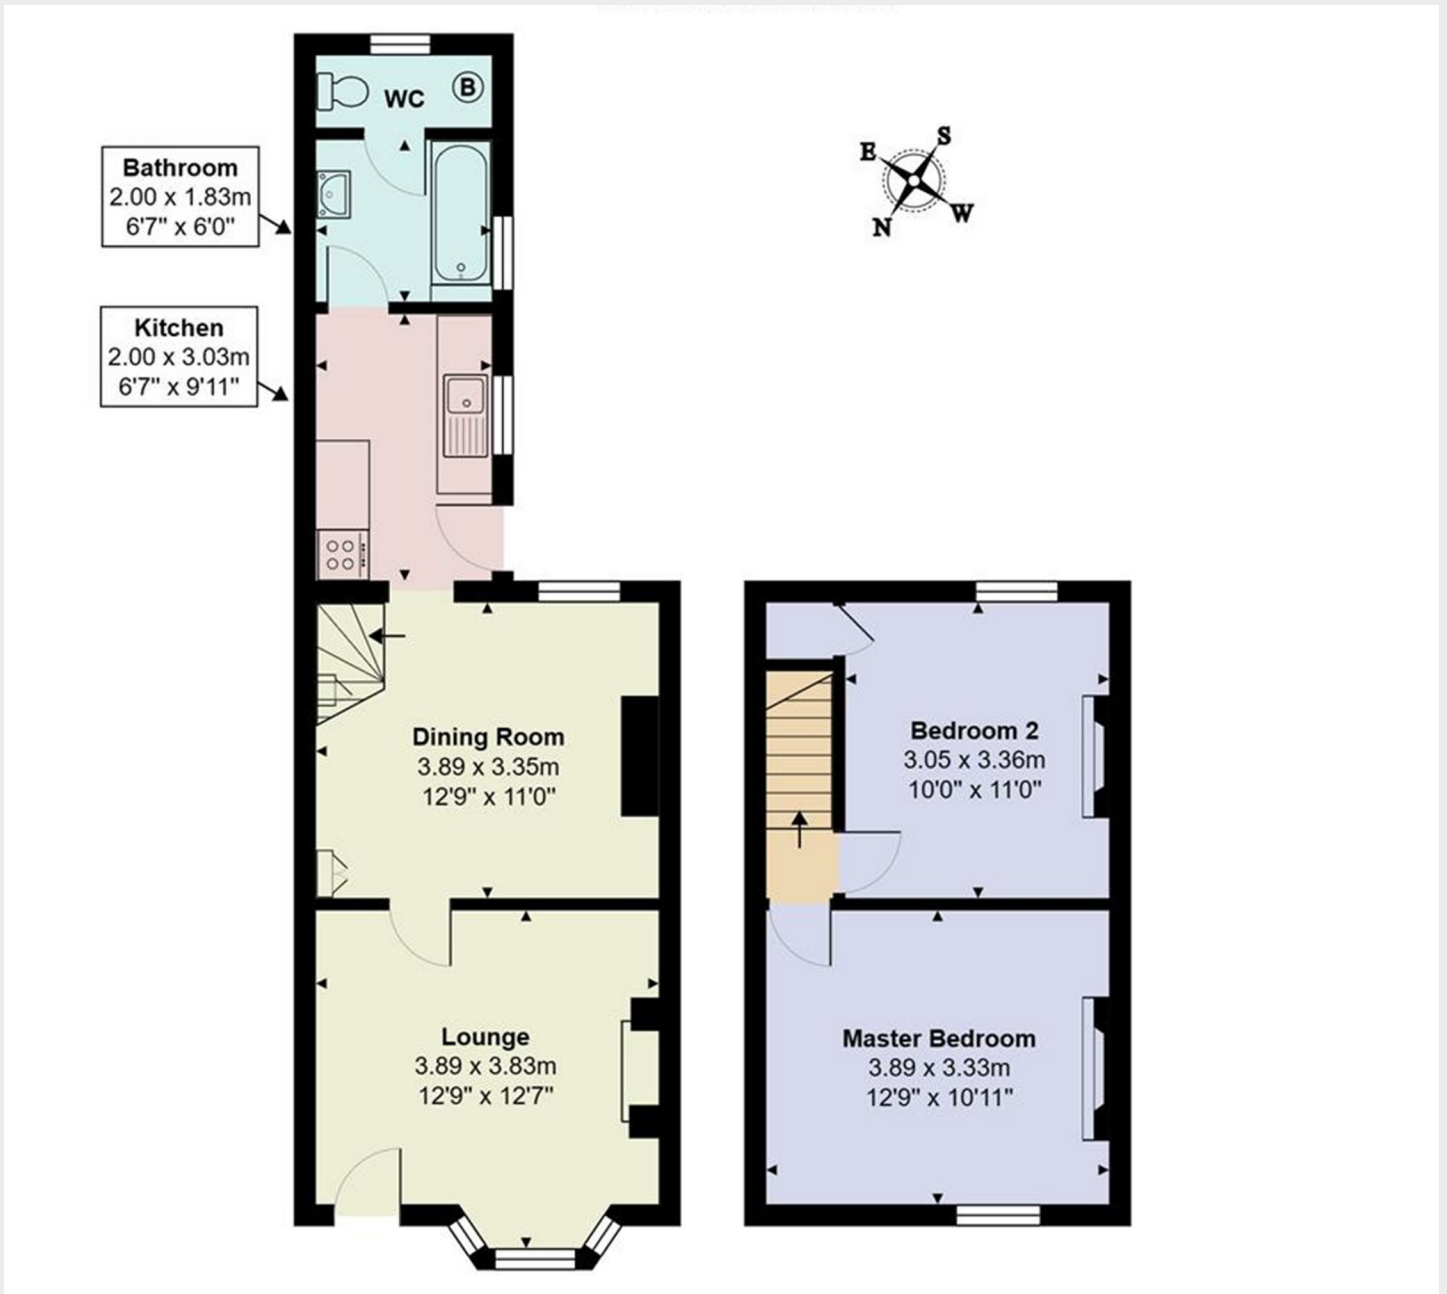 WC
B
Bathroom
2.00 x 1.83m
6'7" x 6'0"
E
S
N
W
Kitchen
2.00 x 3.03m
6'7" x 9'11"
Dining Room
3.89 x 3.35m
12'9" x 11'0"
Bedroom 2
3.05 x 3.36m
10'0" x 11'0"
Lounge
3.89 x 3.83m
12'9" x 12'7"
Master Bedroom
3.89 x 3.33m
12'9" x 10'11"